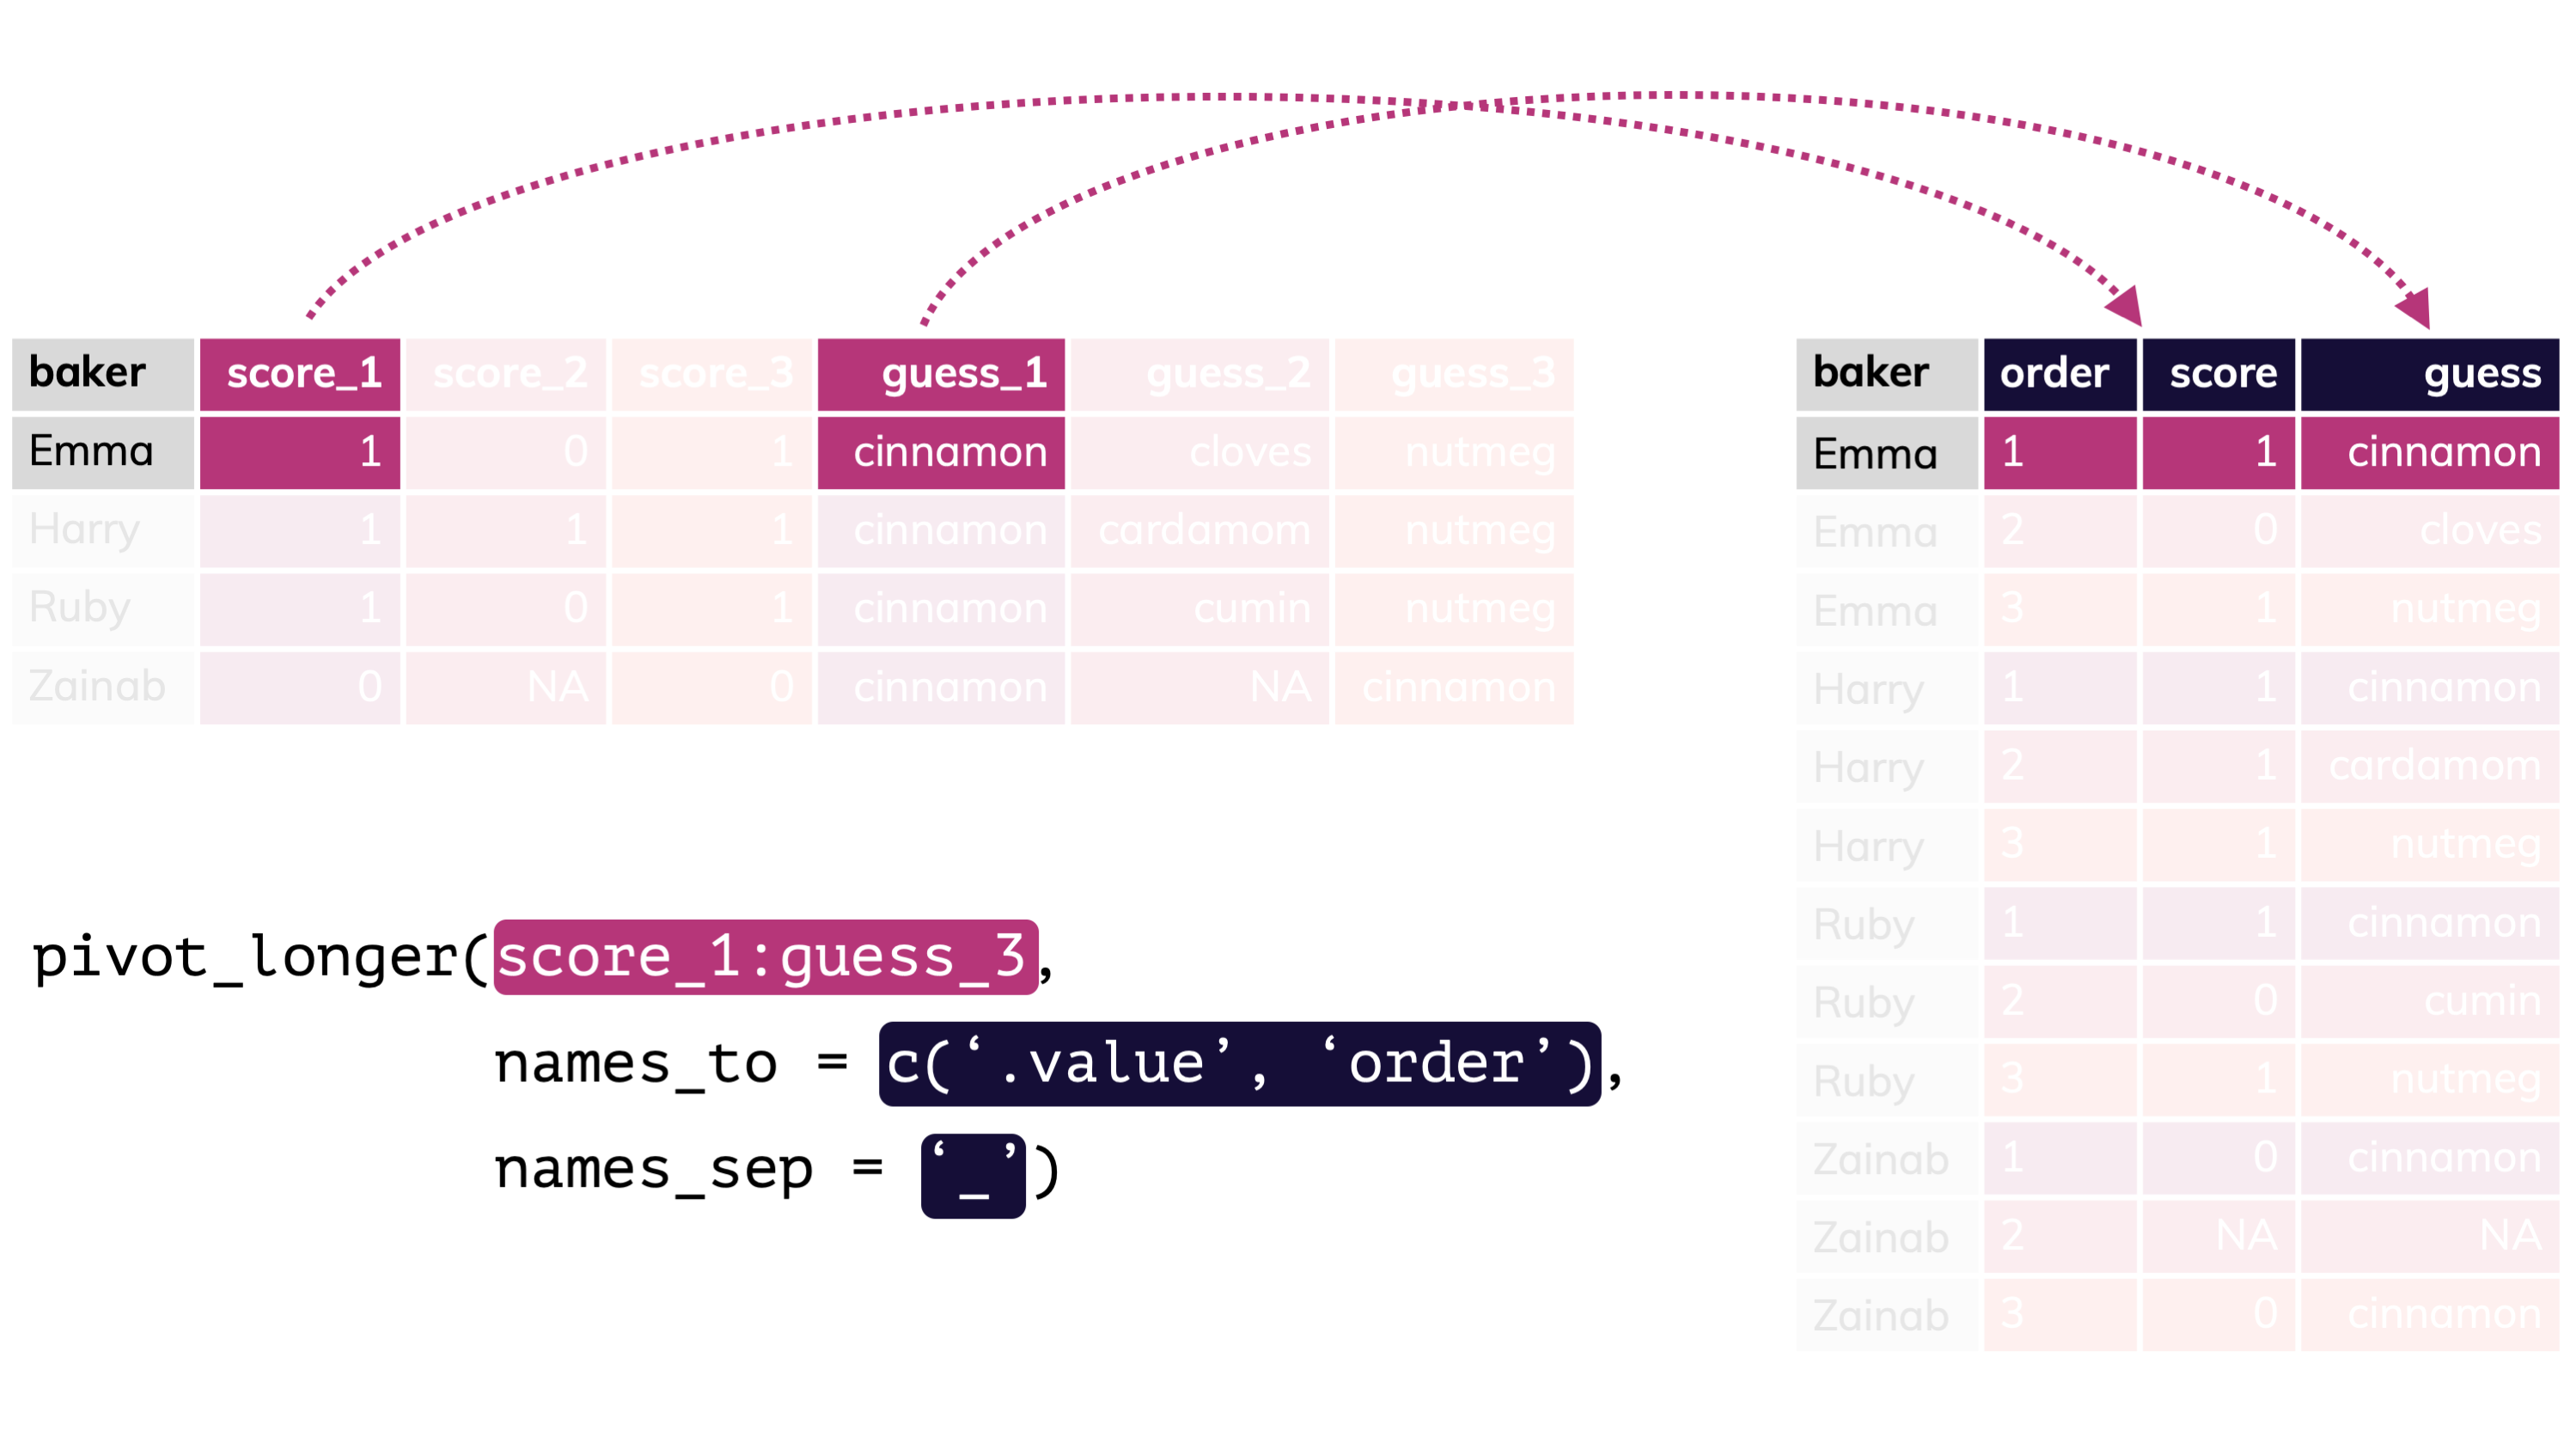 baker score_1 score_2 score_3 guess_1 guess_2 guess_3
Emma 1 0 1 cinnamon cloves nutmeg
Harry 1 1 1 cinnamon cardamom nutmeg
Ruby 1 0 1 cinnamon cumin nutmeg
Zainab 0 NA 0 cinnamon NA cinnamon
pivot_longer(score_1:guess_3,
names_to = c(‘.value’, ‘order’),
names_sep = ‘_’)
baker order score guess
Emma 1 1 cinnamon
Emma 2 0 cloves
Emma 3 1 nutmeg
Harry 1 1 cinnamon
Harry 2 1 cardamom
Harry 3 1 nutmeg
Ruby 1 1 cinnamon
Ruby 2 0 cumin
Ruby 3 1 nutmeg
Zainab 1 0 cinnamon
Zainab 2 NA NA
Zainab 3 0 cinnamon